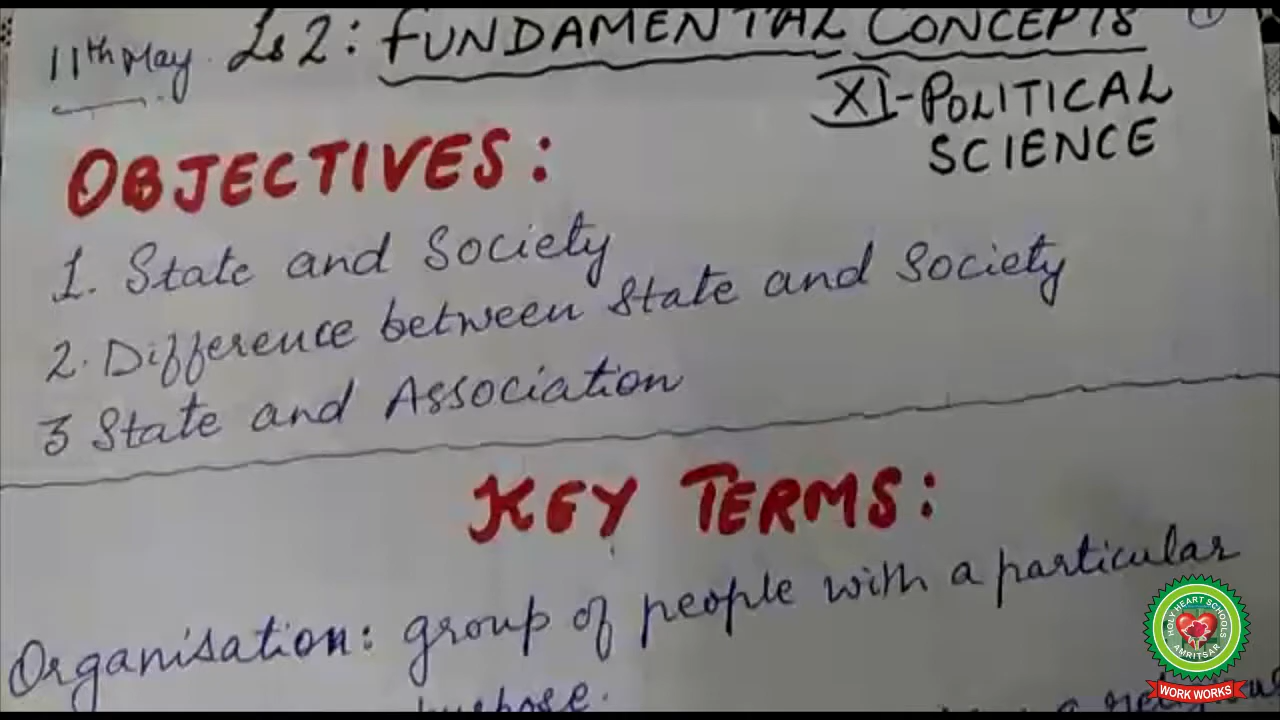 11th May. Ls 2: FUNDAMENTAL CONCEPTS
XI-POLITICAL
SCIENCE
OBJECTIVES:
1. State and Society
2. Difference between State and Society
3 State and Association
KEY TERMS:
Organisation: group of people with a particular
purpose.
HOLY HEART SCHOOLS
AMRITSAR
WORK WORKS